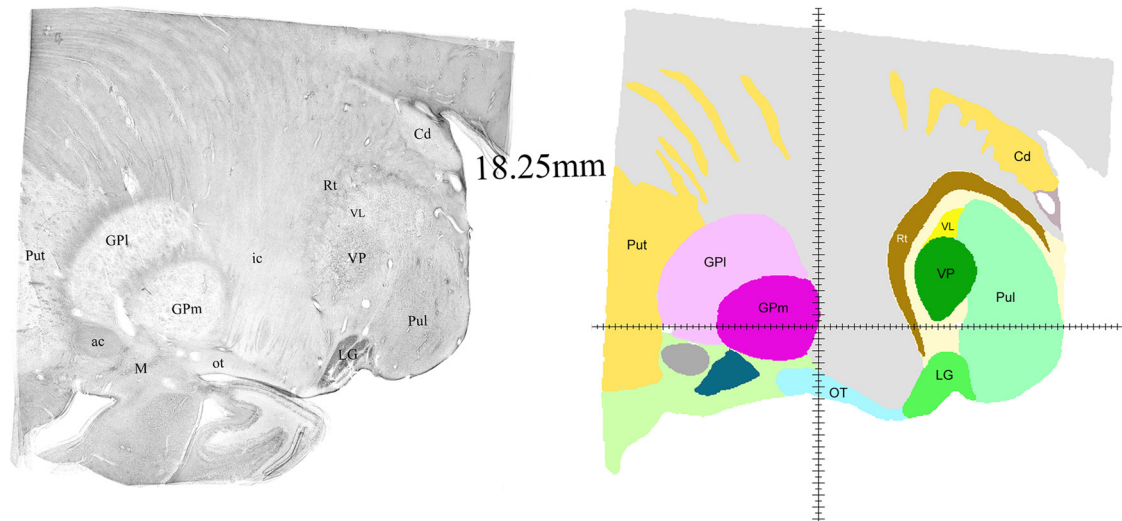 Cd
18.25mm
Rt
VL
GPl
Put
ic
VP
GPm
Pul
ac
M
ot
LG
Cd
Put
Rt
VL
GPl
VP
Pul
GPm
LG
OT